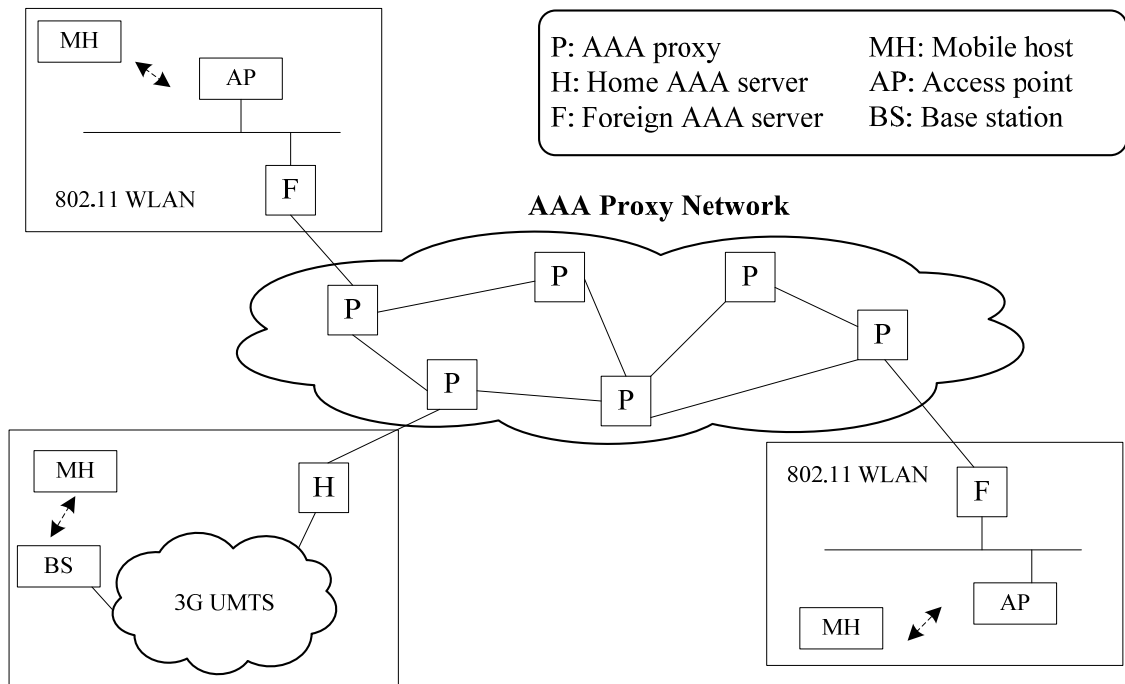 MH
AP
F
802.11 WLAN
P: AAA proxy
MH: Mobile host
H: Home AAA server
AP: Access point
F: Foreign AAA server
BS: Base station
AAA Proxy Network
P
P
P
P
P
P
MH
H
BS
3G UMTS
802.11 WLAN
F
AP
MH